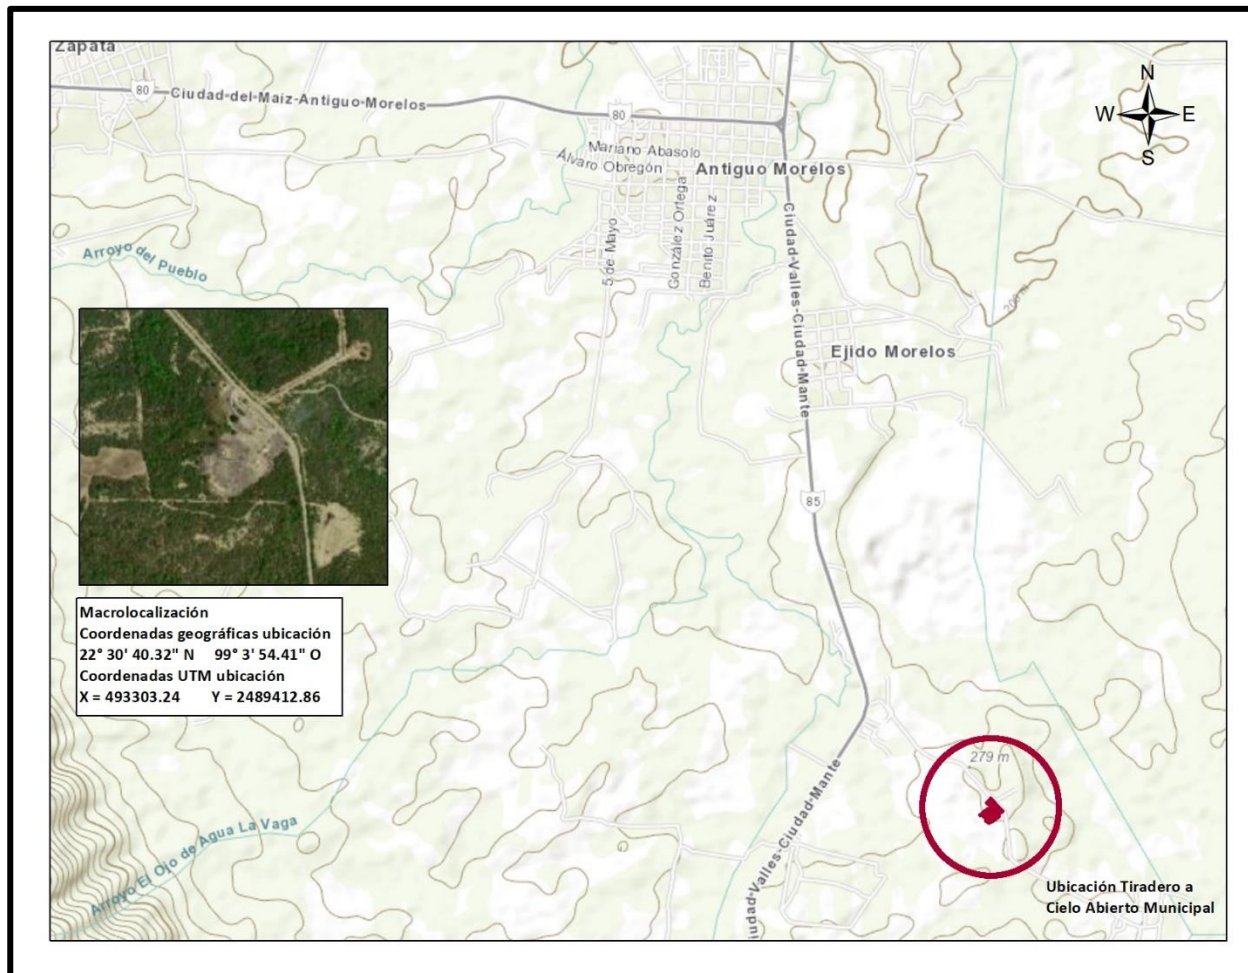 Zapata
80
Ciudad-del-Maíz-Antiguo-Morelos
80
Mariano Abasolo
Álvaro Obregón
Antiguo Morelos
N
W
E
S
5 de Mayo
González Ortega
Benito Juárez
Ciudad-Valles-Ciudad-Mante
Arroyo del Pueblo
200 m
Ejido Morelos
85
Macrolocalización
Coordenadas geográficas ubicación
22° 30' 40.32" N 99° 3' 54.41" O
Coordenadas UTM ubicación
X = 493303.24 Y = 2489412.86
279 m
iudad-Valles-Ciudad-Mante
Arroyo El Ojo de Agua La Vaga
Ubicación Tiradero a
Cielo Abierto Municipal